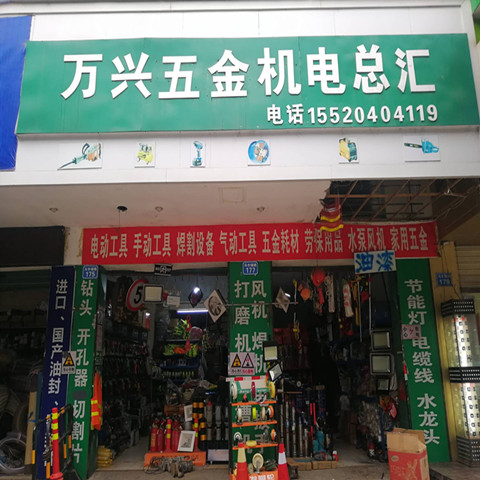 万兴五金机电总汇
电话15520404119
电动工具 手动工具 焊割设备 气动工具 五金耗材 劳保用品 水泵风机 家用五金
油漆
175
177
进口、国产油封、
钻头、开孔器、切割片
打磨机
风机、焊机
节能灯
电缆线、水龙头
5